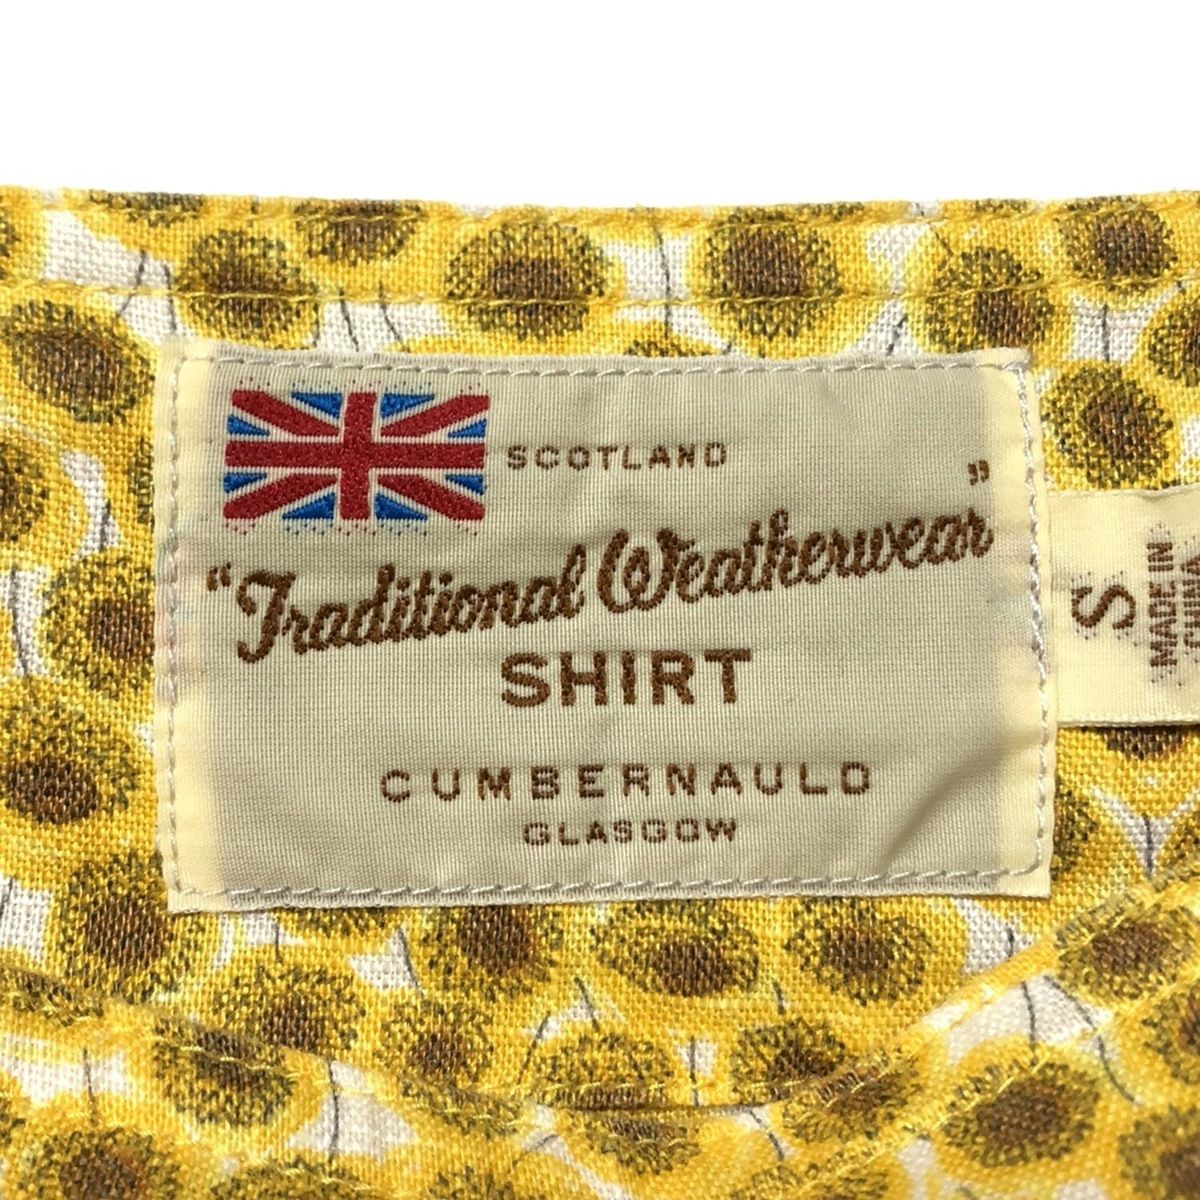 SCOTLAND
"Traditional Weatherwear"
SHIRT
CUMBERNAULD
GLASGOW
S
MADE IN
CHINA